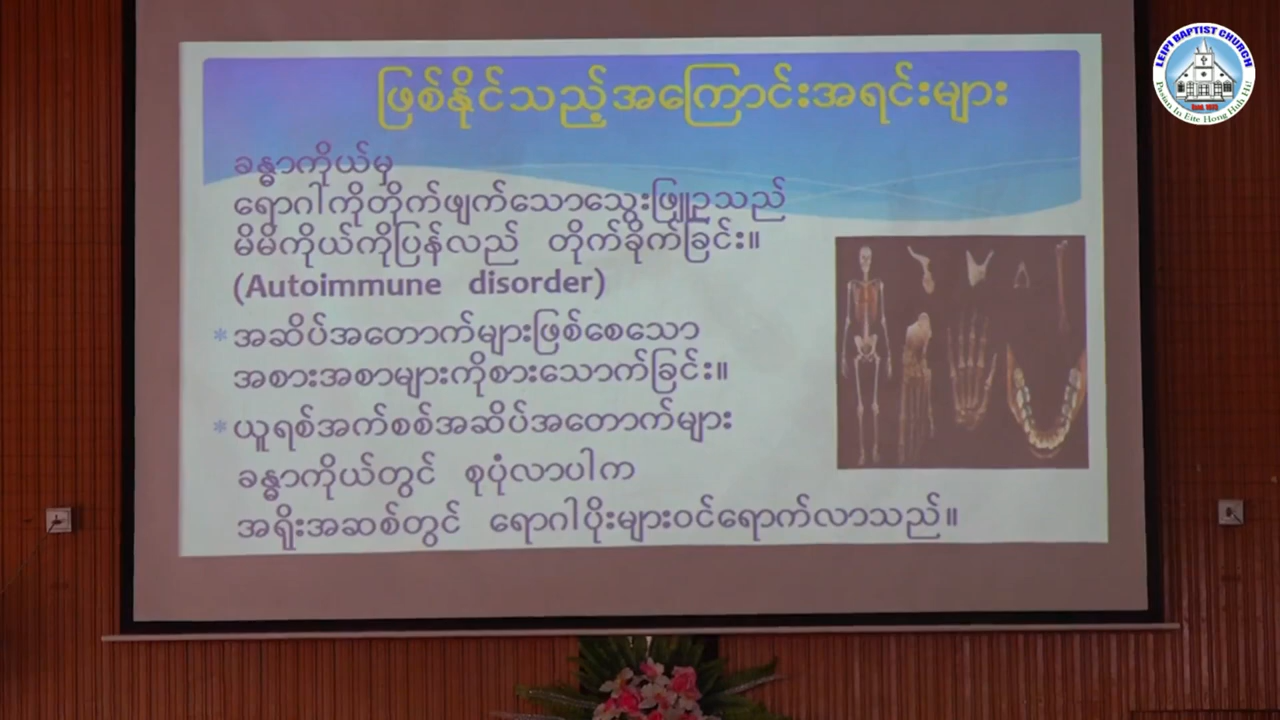 ဖြစ်နိုင်သည့်အကြောင်းအရင်းများ
ခန္ဓာကိုယ်မှ
ရောဂါကိုတိုက်ဖျက်သောသွေးဖြူဥသည်
မိမိကိုယ်ကိုပြန်လည် တိုက်ခိုက်ခြင်း။
(Autoimmune disorder)
* အဆိပ်အတောက်များဖြစ်စေသော
အစားအစာများကိုစားသောက်ခြင်း။
* ယူရစ်အက်စစ်အဆိပ်အတောက်များ
ခန္ဓာကိုယ်တွင် စုပုံလာပါက
အရိုးအဆစ်တွင် ရောဂါပိုးများဝင်ရောက်လာသည်။
LEIPI BAPTIST CHURCH
Pasian In Eite Hong Huh Hi!